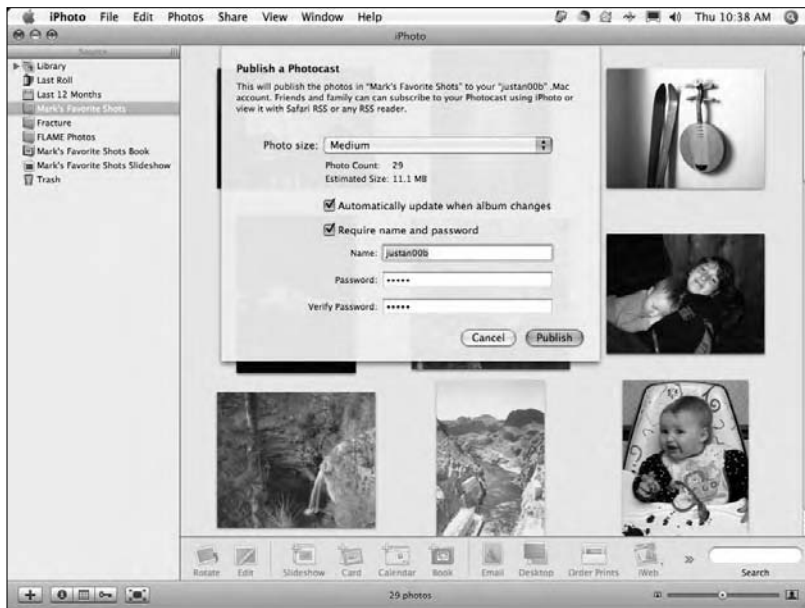 iPhoto File Edit Photos Share View Window Help Thu 10:38 AM
iPhoto
Source
Library
Last Roll
Last 12 Months
Mark's Favorite Shots
Fracture
FLAME Photos
Mark's Favorite Shots Book
Mark's Favorite Shots Slideshow
Trash
Publish a Photocast
This will publish the photos in "Mark's Favorite Shots" to your "justan00b" .Mac
account. Friends and family can can subscribe to your Photocast using iPhoto or
view it with Safari RSS or any RSS reader.
Photo size: Medium
Photo Count: 29
Estimated Size: 11.1 MB
Automatically update when album changes
Require name and password
Name: justan00b
Password: •••••
Verify Password: •••••
Cancel Publish
Rotate Edit Slideshow Card Calendar Book Email Desktop Order Prints iWeb » Search
29 photos